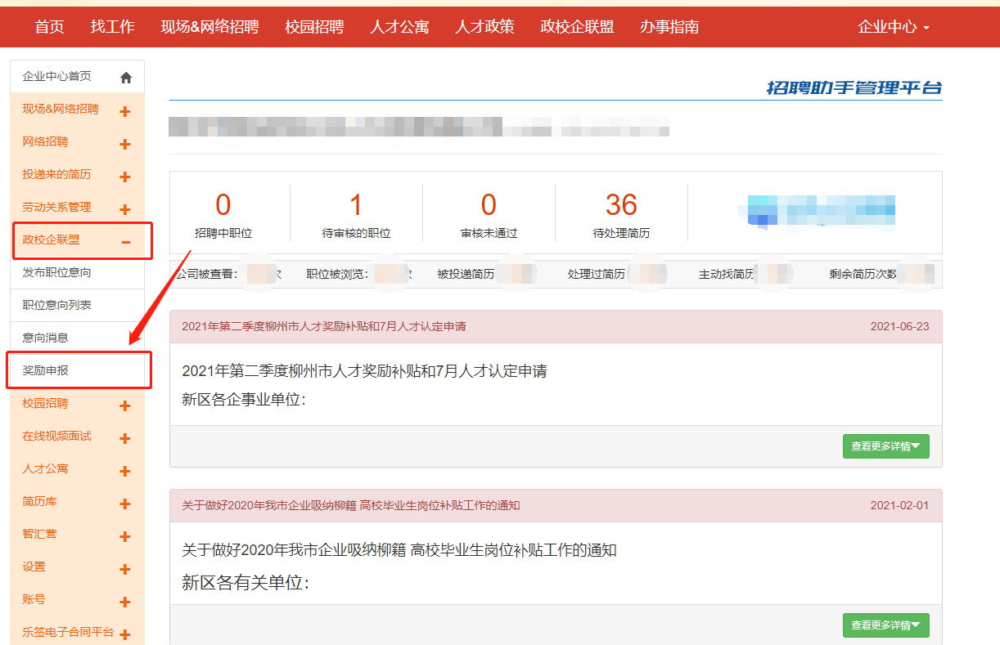 首页 找工作 现场&网络招聘 校园招聘 人才公寓 人才政策 政校企联盟 办事指南 企业中心
企业中心首页
现场&网络招聘
网络招聘
投递来的简历
劳动关系管理
政校企联盟
发布职位意向
职位意向列表
意向消息
奖励申报
校园招聘
在线视频面试
人才公寓
简历库
智汇营
设置
账号
乐签电子合同平台
招聘助手管理平台
0 1 0 36
招聘中职位 待审核的职位 审核未通过 待处理简历
公司被查看: 次 职位被浏览: 次 被投递简历 处理过简历 主动找简历 剩余简历次数
2021年第二季度柳州市人才奖励补贴和7月人才认定申请 2021-06-23
2021年第二季度柳州市人才奖励补贴和7月人才认定申请
新区各企事业单位:
查看更多详情
关于做好2020年我市企业吸纳柳籍 高校毕业生岗位补贴工作的通知 2021-02-01
关于做好2020年我市企业吸纳柳籍 高校毕业生岗位补贴工作的通知
新区各有关单位:
查看更多详情